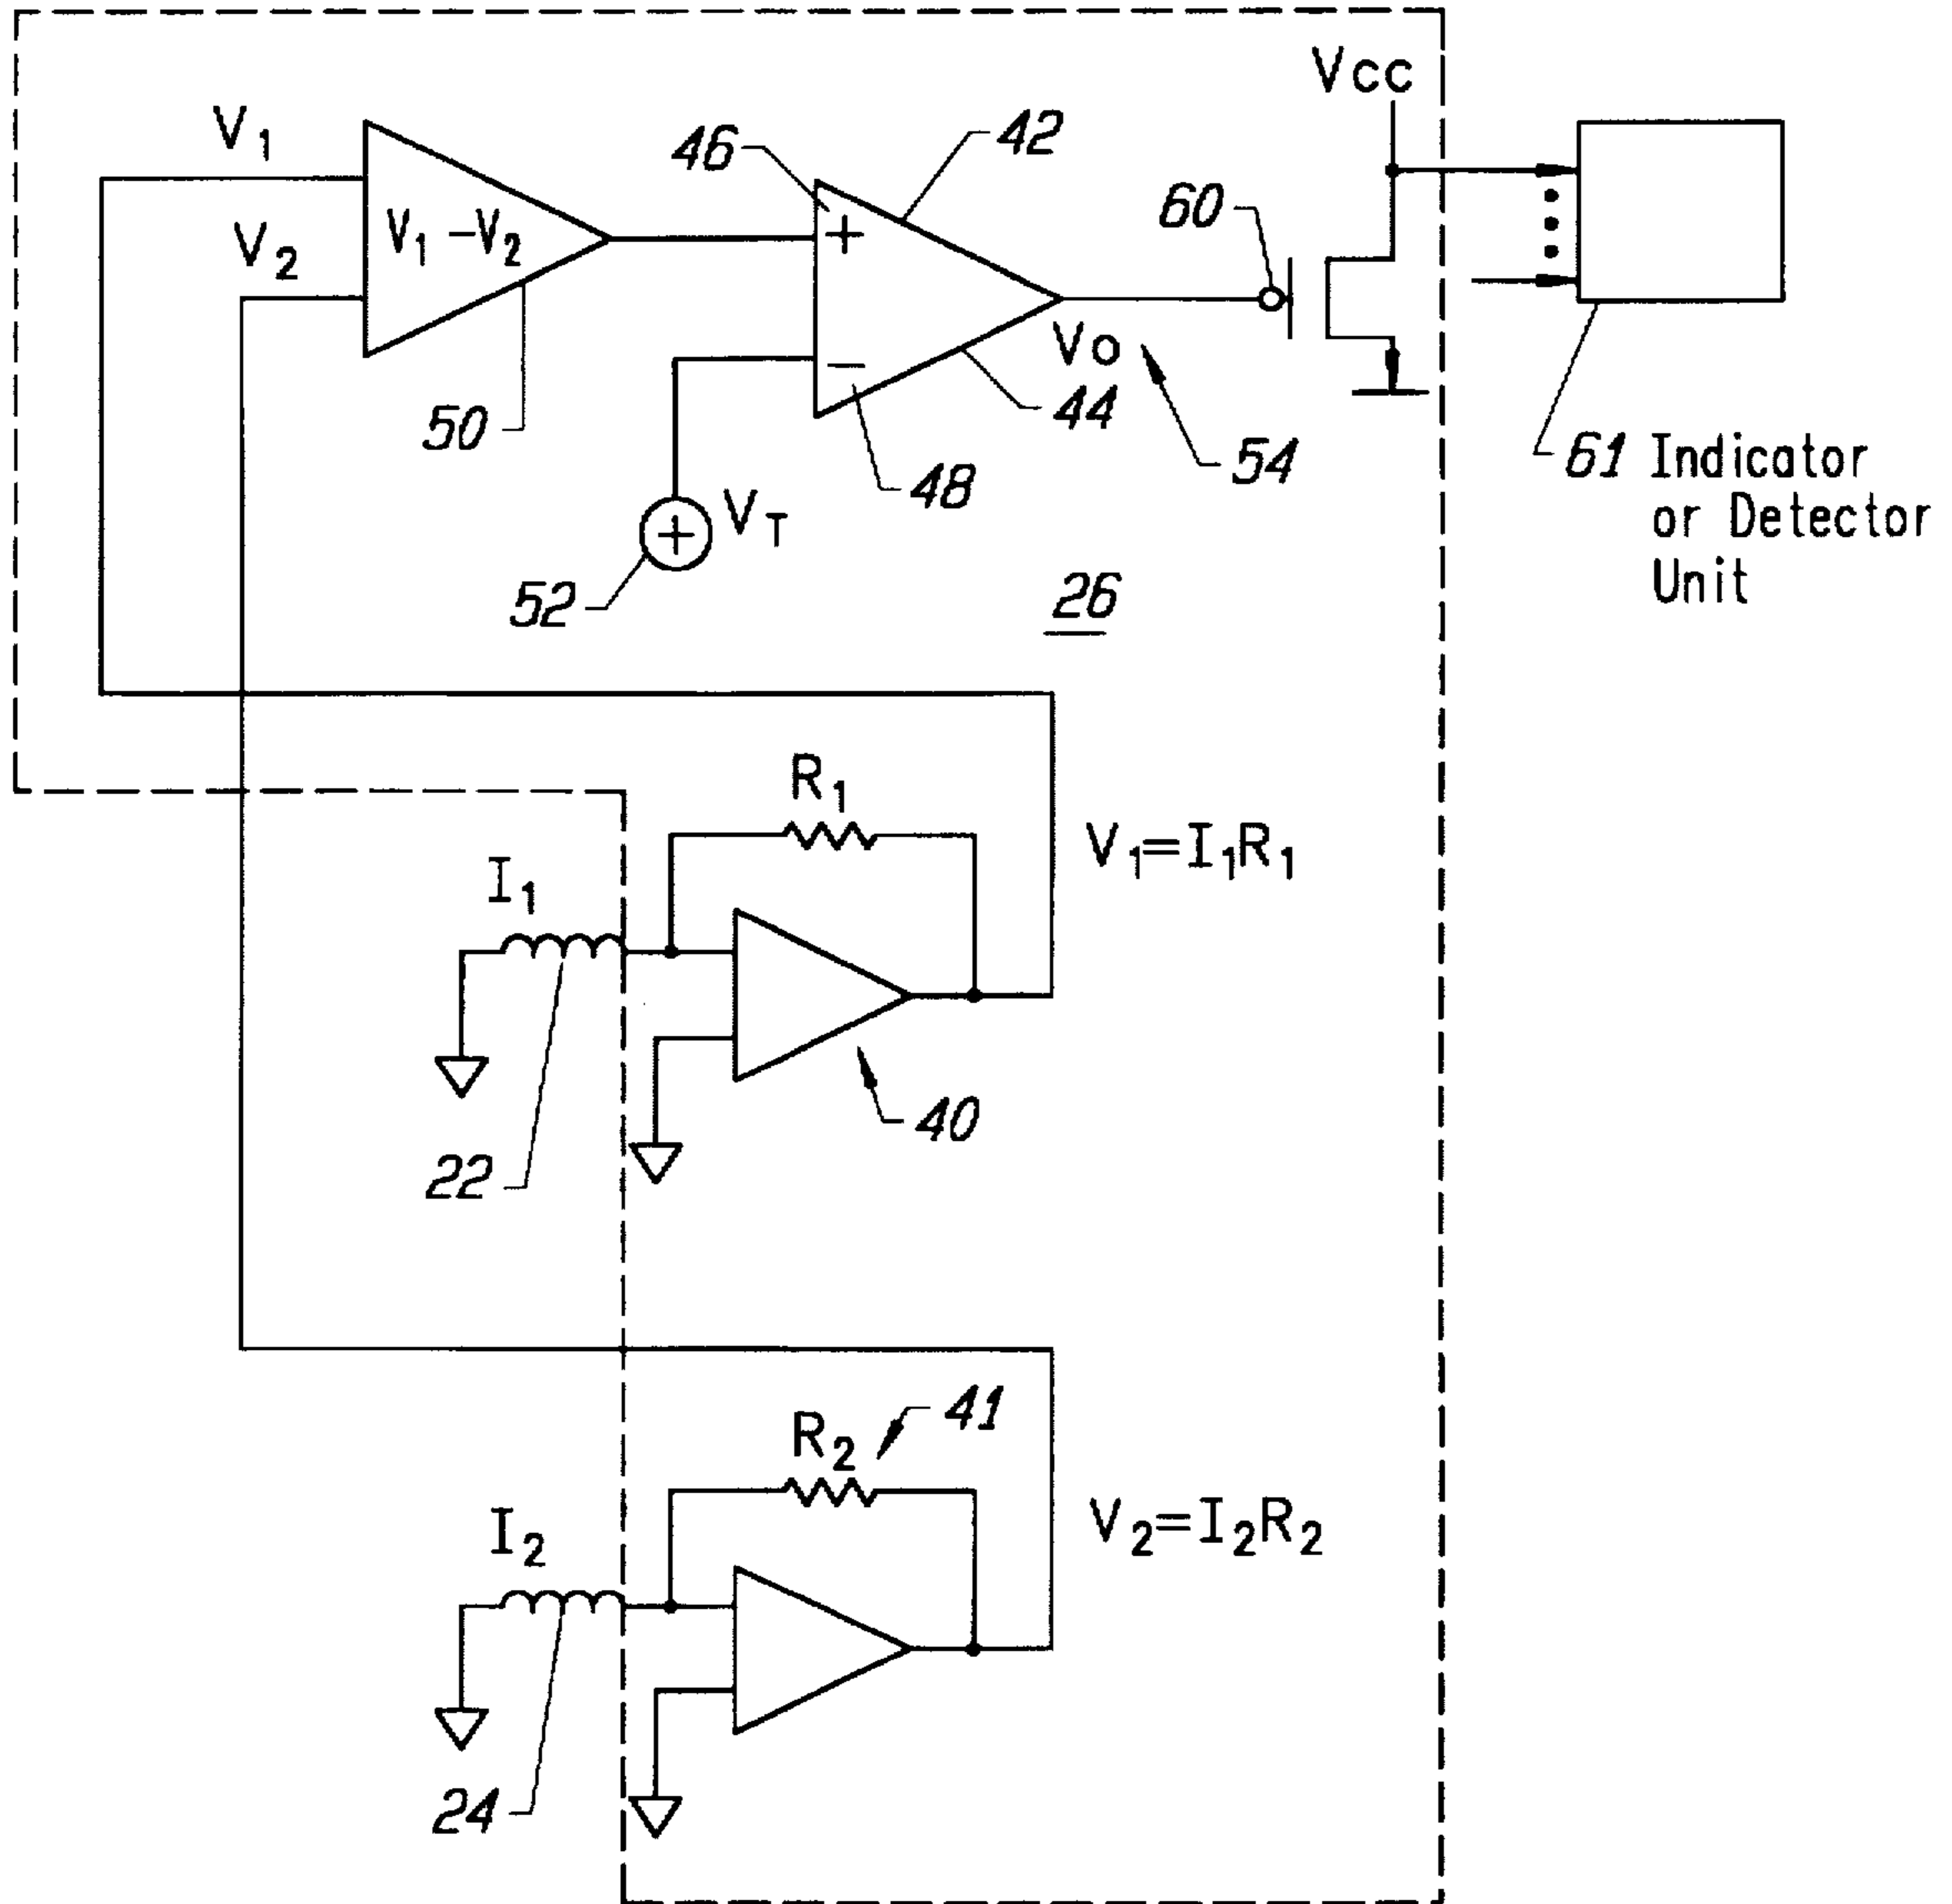 Vcc
V₁
46
42
60
V₂
V₁ −V₂
+
−
Vo
50
44
54
48
61 Indicator
or Detector
Unit
+
V_T
52
26
R₁
V₁=I₁R₁
I₁
40
22
41
R₂
I₂
V₂=I₂R₂
24